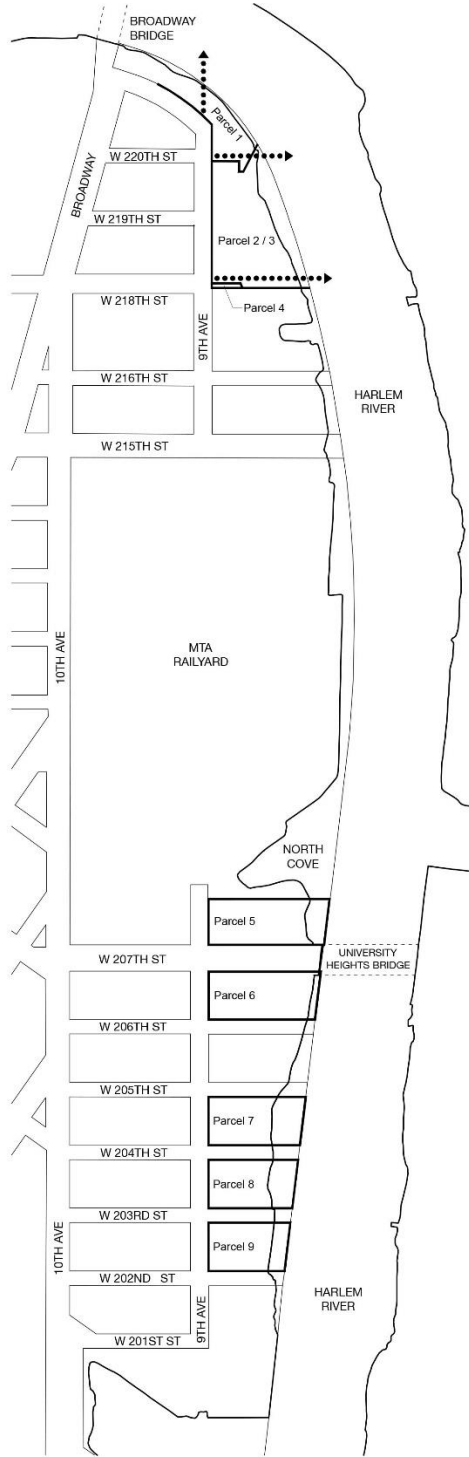 BROADWAY
BRIDGE
Parcel 1
W 220TH ST
BROADWAY
W 219TH ST
Parcel 2 / 3
W 218TH ST
Parcel 4
9TH AVE
W 216TH ST
HARLEM
RIVER
W 215TH ST
10TH AVE
MTA
RAILYARD
NORTH
COVE
Parcel 5
W 207TH ST
UNIVERSITY
HEIGHTS BRIDGE
Parcel 6
W 206TH ST
W 205TH ST
Parcel 7
W 204TH ST
Parcel 8
W 203RD ST
10TH AVE
Parcel 9
W 202ND ST
HARLEM
RIVER
9TH AVE
W 201ST ST